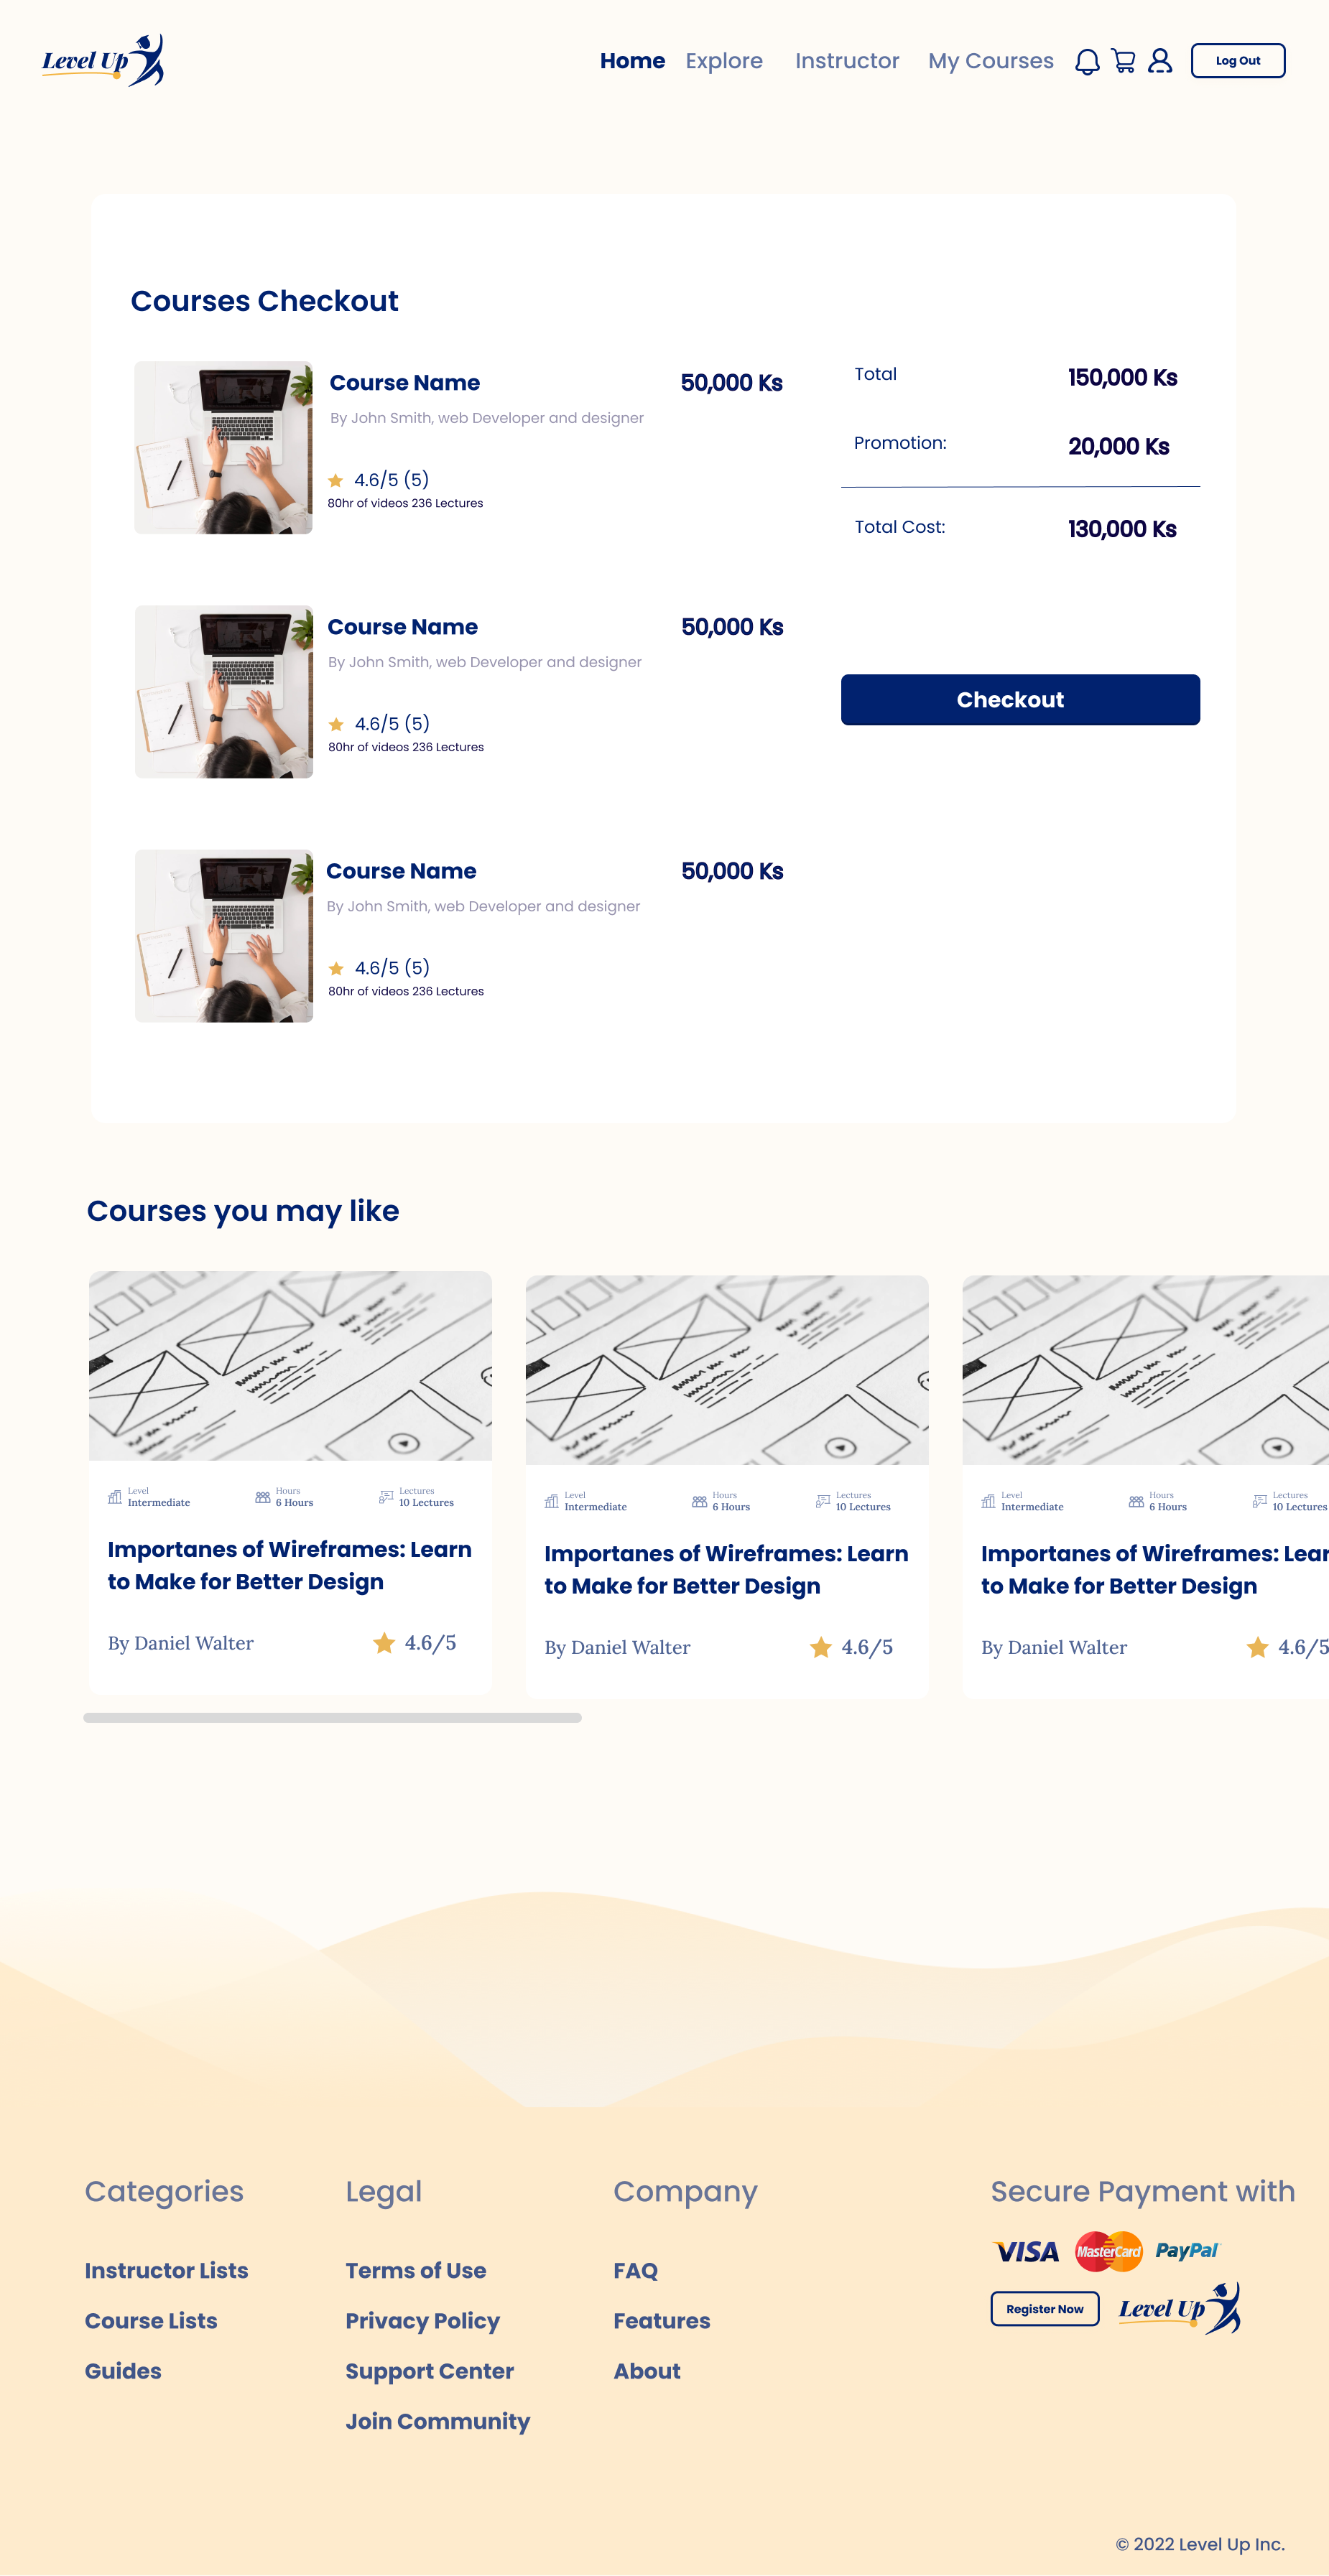 Level Up
Home Explore Instructor My Courses Log Out
Courses Checkout
Course Name 50,000 Ks
By John Smith, web Developer and designer
4.6/5 (5)
80hr of videos 236 Lectures
Course Name 50,000 Ks
By John Smith, web Developer and designer
4.6/5 (5)
80hr of videos 236 Lectures
Course Name 50,000 Ks
By John Smith, web Developer and designer
4.6/5 (5)
80hr of videos 236 Lectures
Total 150,000 Ks
Promotion: 20,000 Ks
Total Cost: 130,000 Ks
Checkout
Courses you may like
Level Hours Lectures
Intermediate 6 Hours 10 Lectures
Importanes of Wireframes: Learn
to Make for Better Design
By Daniel Walter 4.6/5
Level Hours Lectures
Intermediate 6 Hours 10 Lectures
Importanes of Wireframes: Learn
to Make for Better Design
By Daniel Walter 4.6/5
Level Hours Lectures
Intermediate 6 Hours 10 Lectures
Importanes of Wireframes: Lear
to Make for Better Design
By Daniel Walter 4.6/5
Categories
Instructor Lists
Course Lists
Guides
Legal
Terms of Use
Privacy Policy
Support Center
Join Community
Company
FAQ
Features
About
Secure Payment with
VISA MasterCard PayPal
Register Now Level Up
© 2022 Level Up Inc.